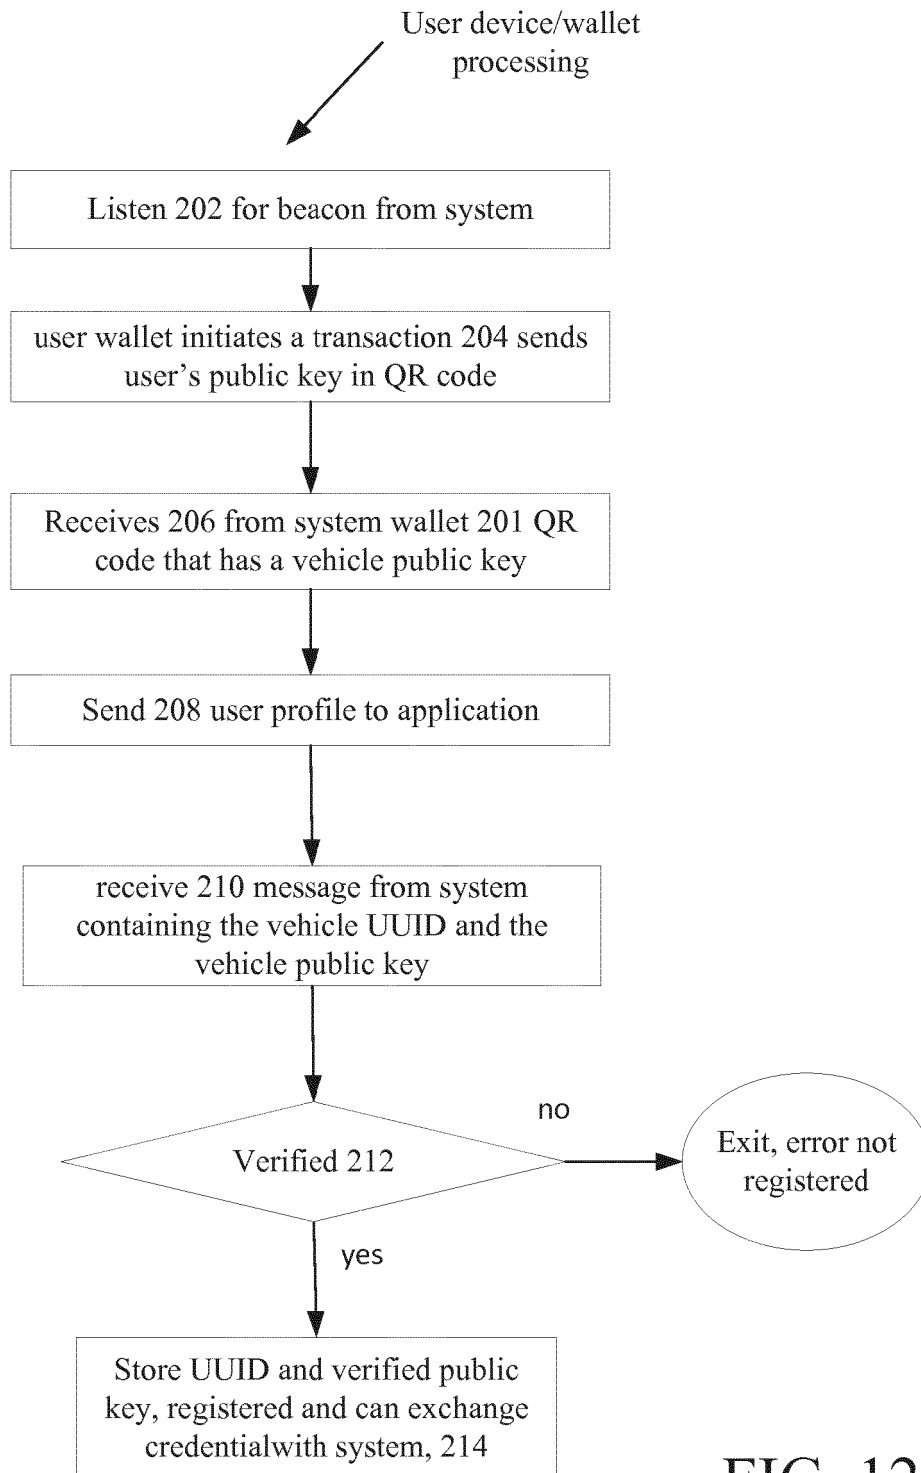 User device/wallet
processing
Listen 202 for beacon from system
user wallet initiates a transaction 204 sends
user’s public key in QR code
Receives 206 from system wallet 201 QR
code that has a vehicle public key
Send 208 user profile to application
receive 210 message from system
containing the vehicle UUID and the
vehicle public key
Verified 212
no
Exit, error not
registered
yes
Store UUID and verified public
key, registered and can exchange
credentialwith system, 214
FIG. 12